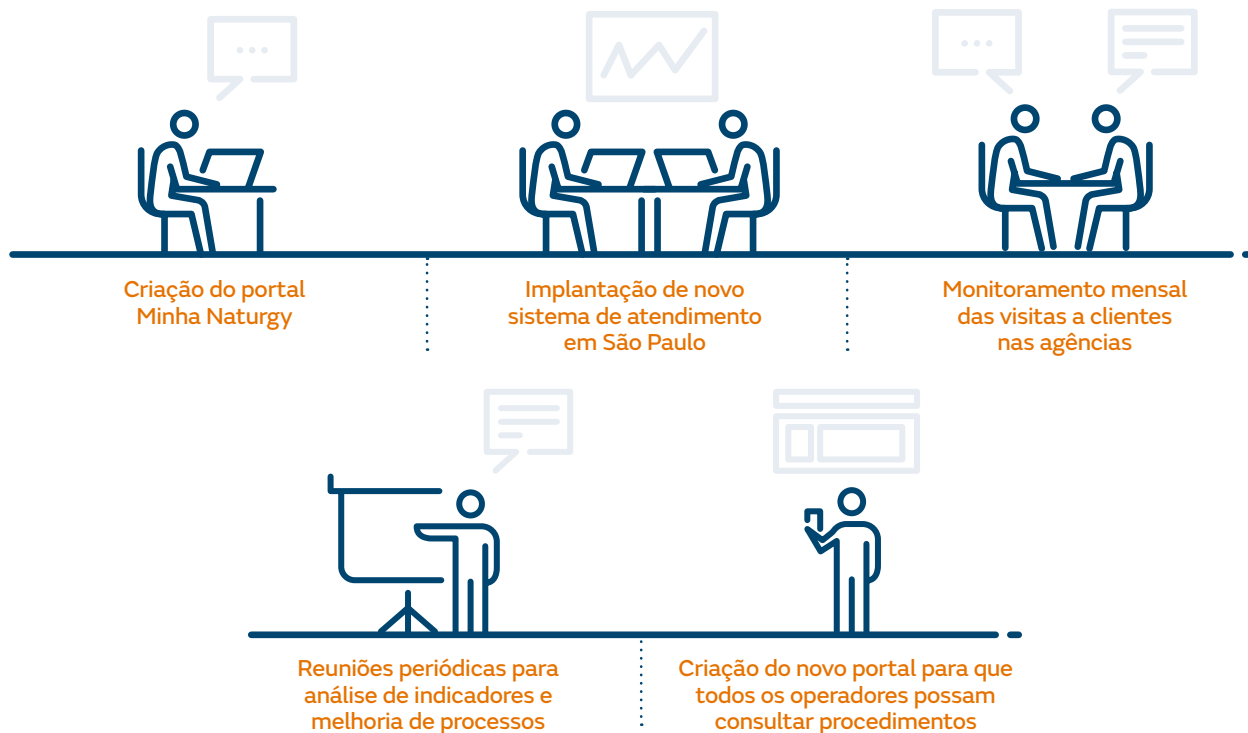 Criação do portal
Minha Naturgy
Implantação de novo
sistema de atendimento
em São Paulo
Monitoramento mensal
das visitas a clientes
nas agências
Reuniões periódicas para
análise de indicadores e
melhoria de processos
Criação do novo portal para que
todos os operadores possam
consultar procedimentos